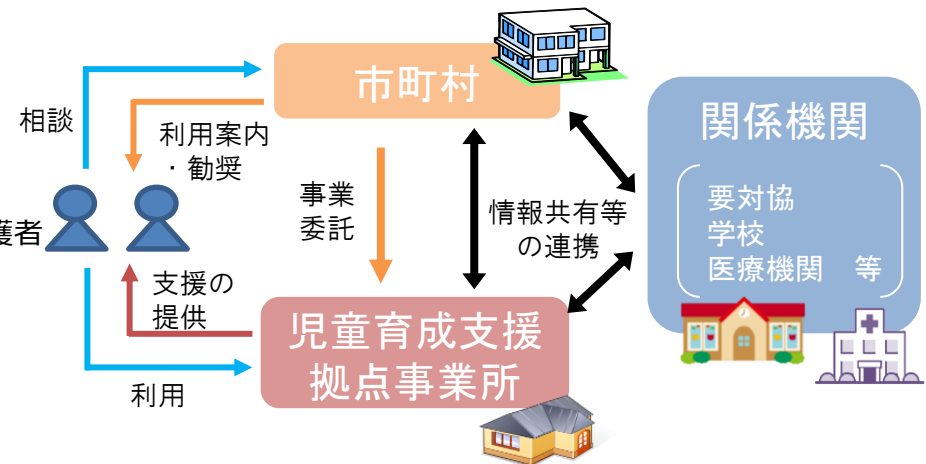 市町村
相談
利用案内
・勧奨
関係機関
要対協
学校
医療機関 等
事業
委託
情報共有等
の連携
護者
支援の
提供
児童育成支援
拠点事業所
利用